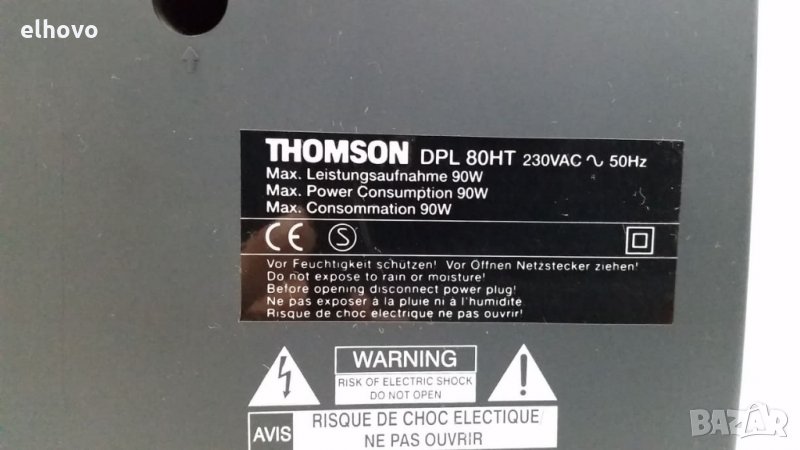 elhovo
THOMSON DPL 80HT 230VAC ∿ 50Hz
Max. Leistungsaufnahme 90W
Max. Power Consumption 90W
Max. Consommation 90W
CE S
Vor Feuchtigkeit schützen! Vor Öffnen Netzstecker ziehen!
Do not expose to rain or moisture!
Before opening disconnect power plug!
Ne pas exposer à la pluie ni à l'humidite
Risque de choc electrique ne pas ouvrir!
WARNING
RISK OF ELECTRIC SHOCK
DO NOT OPEN
AVIS
RISQUE DE CHOC ELECTIQUE
NE PAS OUVRIR
BAZAR